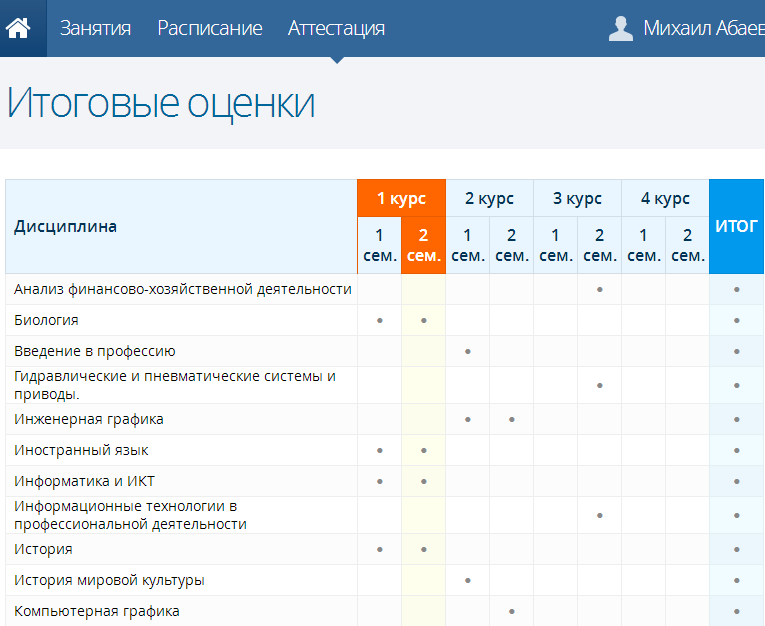 Занятия Расписание Аттестация Михаил Абаев
Итоговые оценки
Дисциплина 1 курс 2 курс 3 курс 4 курс ИТОГ
1 сем. 2 сем. 1 сем. 2 сем. 1 сем. 2 сем. 1 сем. 2 сем.
Анализ финансово-хозяйственной деятельности • •
Биология • • •
Введение в профессию • •
Гидравлические и пневматические системы и
приводы. • •
Инженерная графика • • •
Иностранный язык • • •
Информатика и ИКТ • • •
Информационные технологии в
профессиональной деятельности • •
История • • •
История мировой культуры • •
Компьютерная графика • •